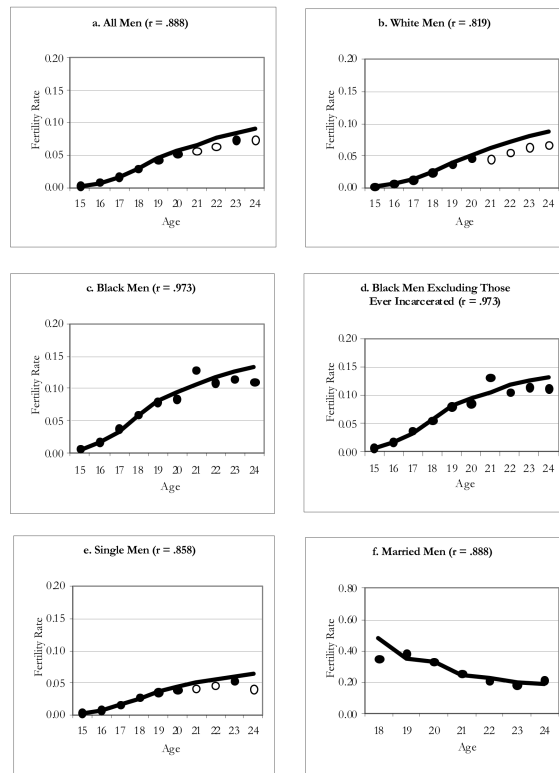 a. All Men (r = .888)
0.20
0.15
0.10
0.05
0.00
Fertility Rate
15 16 17 18 19 20 21 22 23 24
Age
b. White Men (r = .819)
0.20
0.15
0.10
0.05
0.00
Fertility Rate
15 16 17 18 19 20 21 22 23 24
Age
c. Black Men (r = .973)
0.20
0.15
0.10
0.05
0.00
Fertility Rate
15 16 17 18 19 20 21 22 23 24
Age
d. Black Men Excluding Those
Ever Incarcerated (r = .973)
0.20
0.15
0.10
0.05
0.00
Fertility Rate
15 16 17 18 19 20 21 22 23 24
Age
e. Single Men (r = .858)
0.20
0.15
0.10
0.05
0.00
Fertility Rate
15 16 17 18 19 20 21 22 23 24
Age
f. Married Men (r = .888)
0.80
0.60
0.40
0.20
0.00
Fertility Rate
18 19 20 21 22 23 24
Age